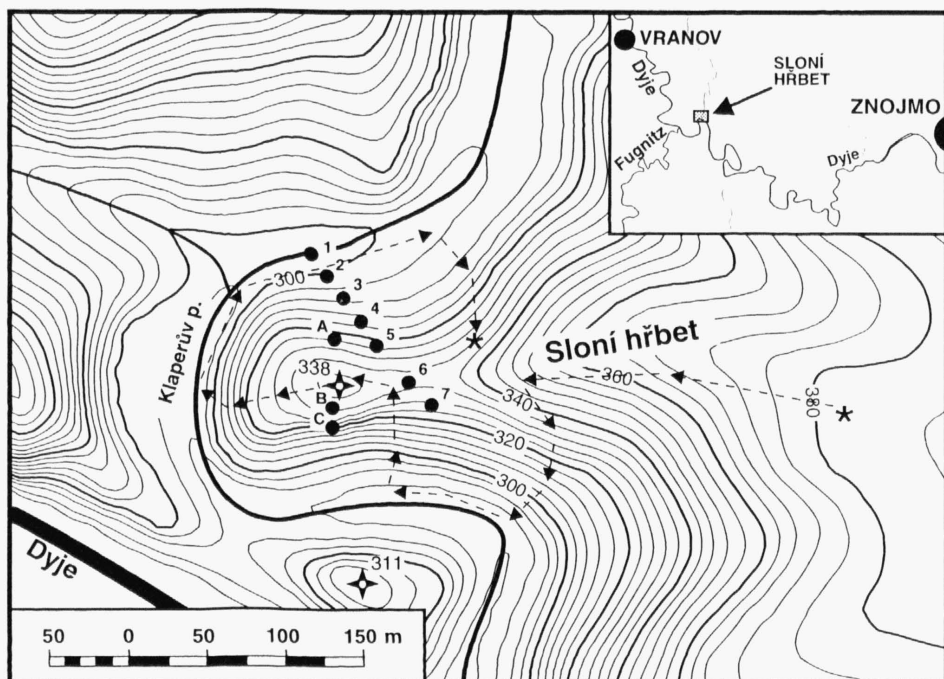 VRANOV
Dyje
SLONÍ
HŘBET
ZNOJMO
Fugnitz
Dyje
1
2
300
3
4
A
5
Klaperův p.
Sloní hřbet
338
6
360
B
7
340
380
C
320
300
311
Dyje
50 0 50 100 150 m